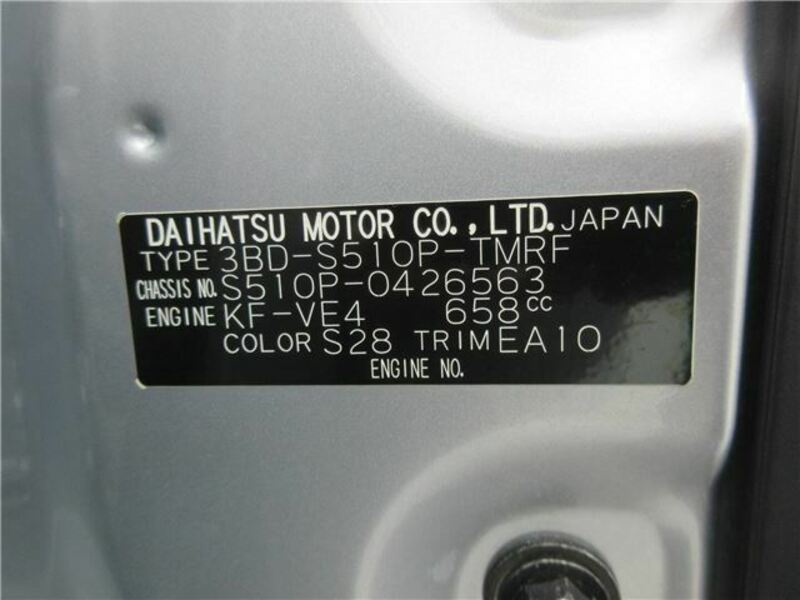 DAIHATSU MOTOR CO., LTD. JAPAN
TYPE 3BD-S510P-TMRF
CHASSIS NO. S510P-0426563
ENGINE KF-VE4 658cc
COLOR S28 TRIM EA10
ENGINE NO.